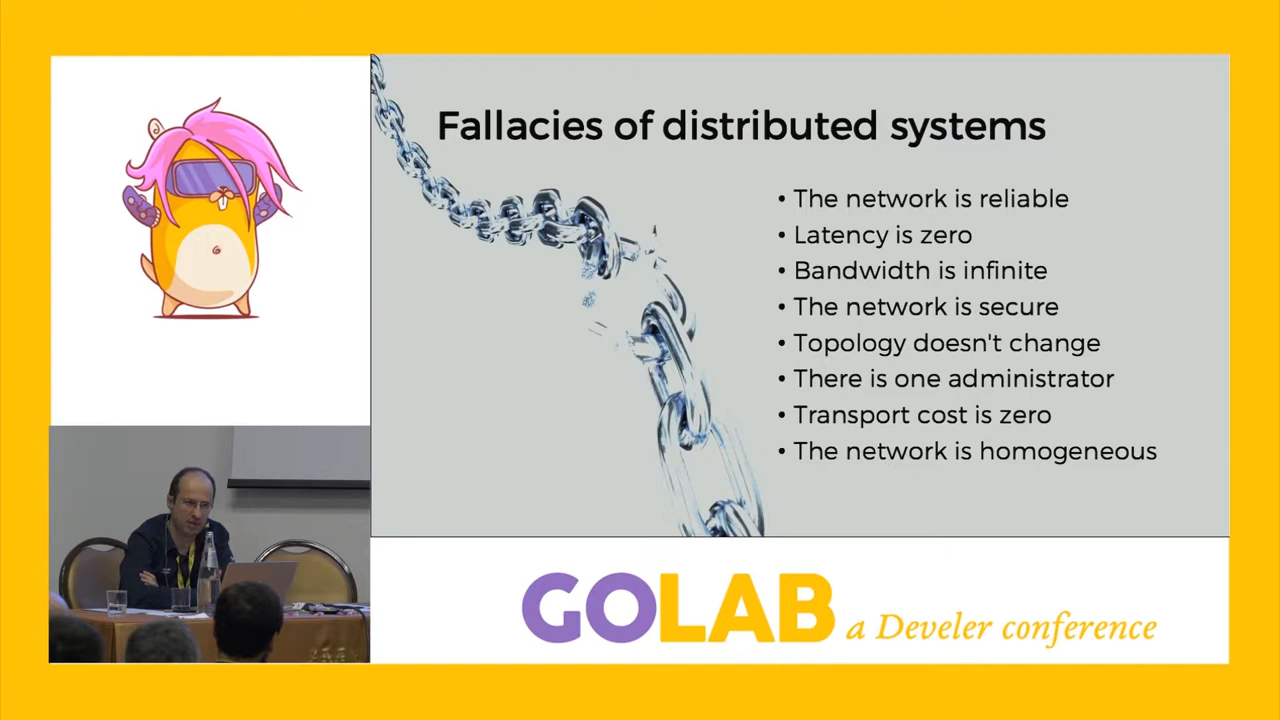 Fallacies of distributed systems
• The network is reliable
• Latency is zero
• Bandwidth is infinite
• The network is secure
• Topology doesn't change
• There is one administrator
• Transport cost is zero
• The network is homogeneous
GOLAB a Develer conference